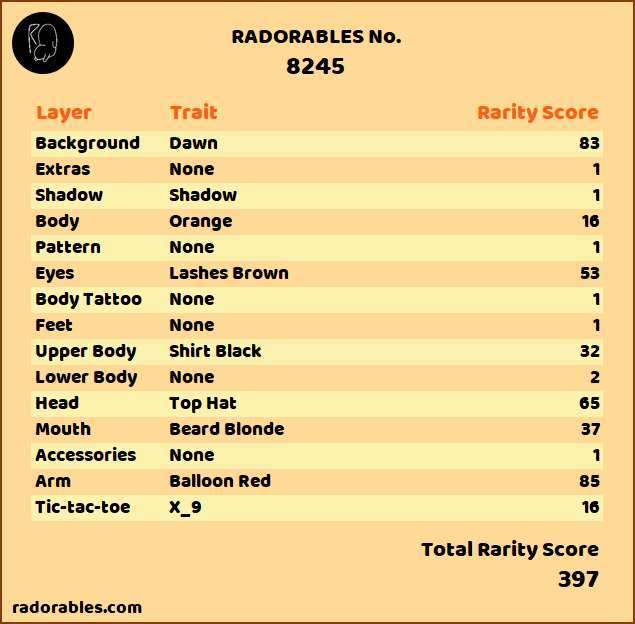 RADORABLES No.
8245
Layer Trait Rarity Score
Background Dawn 83
Extras None 1
Shadow Shadow 1
Body Orange 16
Pattern None 1
Eyes Lashes Brown 53
Body Tattoo None 1
Feet None 1
Upper Body Shirt Black 32
Lower Body None 2
Head Top Hat 65
Mouth Beard Blonde 37
Accessories None 1
Arm Balloon Red 85
Tic-tac-toe X_9 16
Total Rarity Score
397
radorables.com